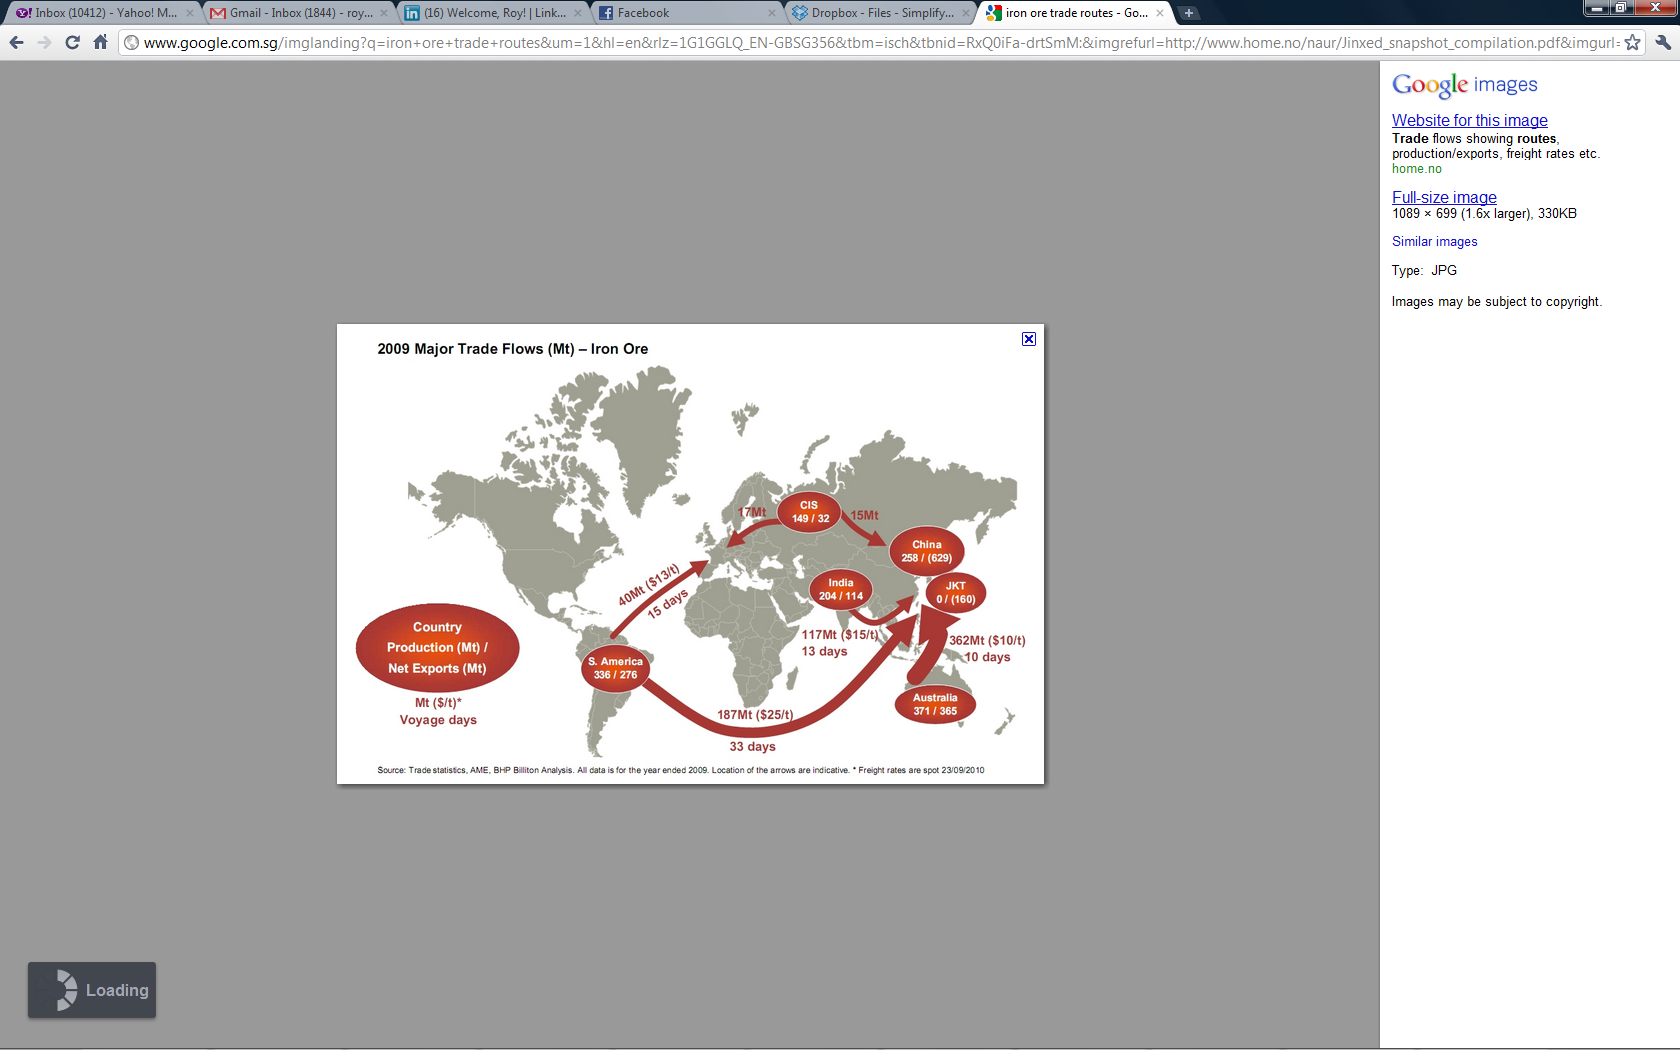 Inbox (10412) - Yahoo! M...
Gmail - Inbox (1844) - roy...
(16) Welcome, Roy! | Link...
Facebook
Dropbox - Files - Simplify...
iron ore trade routes - Go...
www.google.com.sg/imglanding?q=iron+ore+trade+routes&um=1&hl=en&rlz=1G1GGLQ_EN-GBSG356&tbm=isch&tbnid=RxQ0iFa-drtSmM:&imgrefurl=http://www.home.no/naur/Jinxed_snapshot_compilation.pdf&imgurl=
Google images
Website for this image
Trade flows showing routes,
production/exports, freight rates etc.
home.no
Full-size image
1089 × 699 (1.6x larger), 330KB
Similar images
Type: JPG
Images may be subject to copyright.
2009 Major Trade Flows (Mt) – Iron Ore
CIS
149 / 32
17Mt
15Mt
China
258 / (629)
India
204 / 114
JKT
0 / (160)
40Mt ($13/t)
15 days
Country
Production (Mt) /
Net Exports (Mt)
Mt ($/t)*
Voyage days
S. America
336 / 276
117Mt ($15/t)
13 days
362Mt ($10/t)
10 days
Australia
371 / 365
187Mt ($25/t)
33 days
Source: Trade statistics, AME, BHP Billiton Analysis. All data is for the year ended 2009. Location of the arrows are indicative. * Freight rates are spot 23/09/2010
Loading